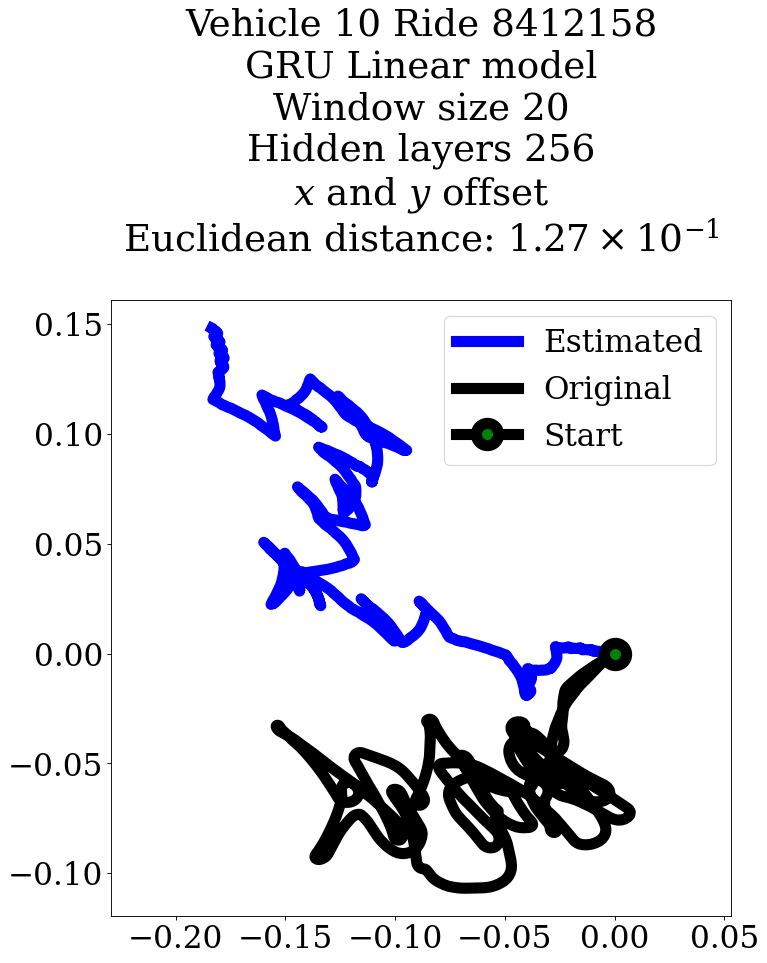 Vehicle 10 Ride 8412158
GRU Linear model
Window size 20
Hidden layers 256
x and y offset
Euclidean distance: 1.27 × 10⁻¹
Estimated
Original
Start
0.15
0.10
0.05
0.00
−0.05
−0.10
−0.20
−0.15
−0.10
−0.05
0.00
0.05